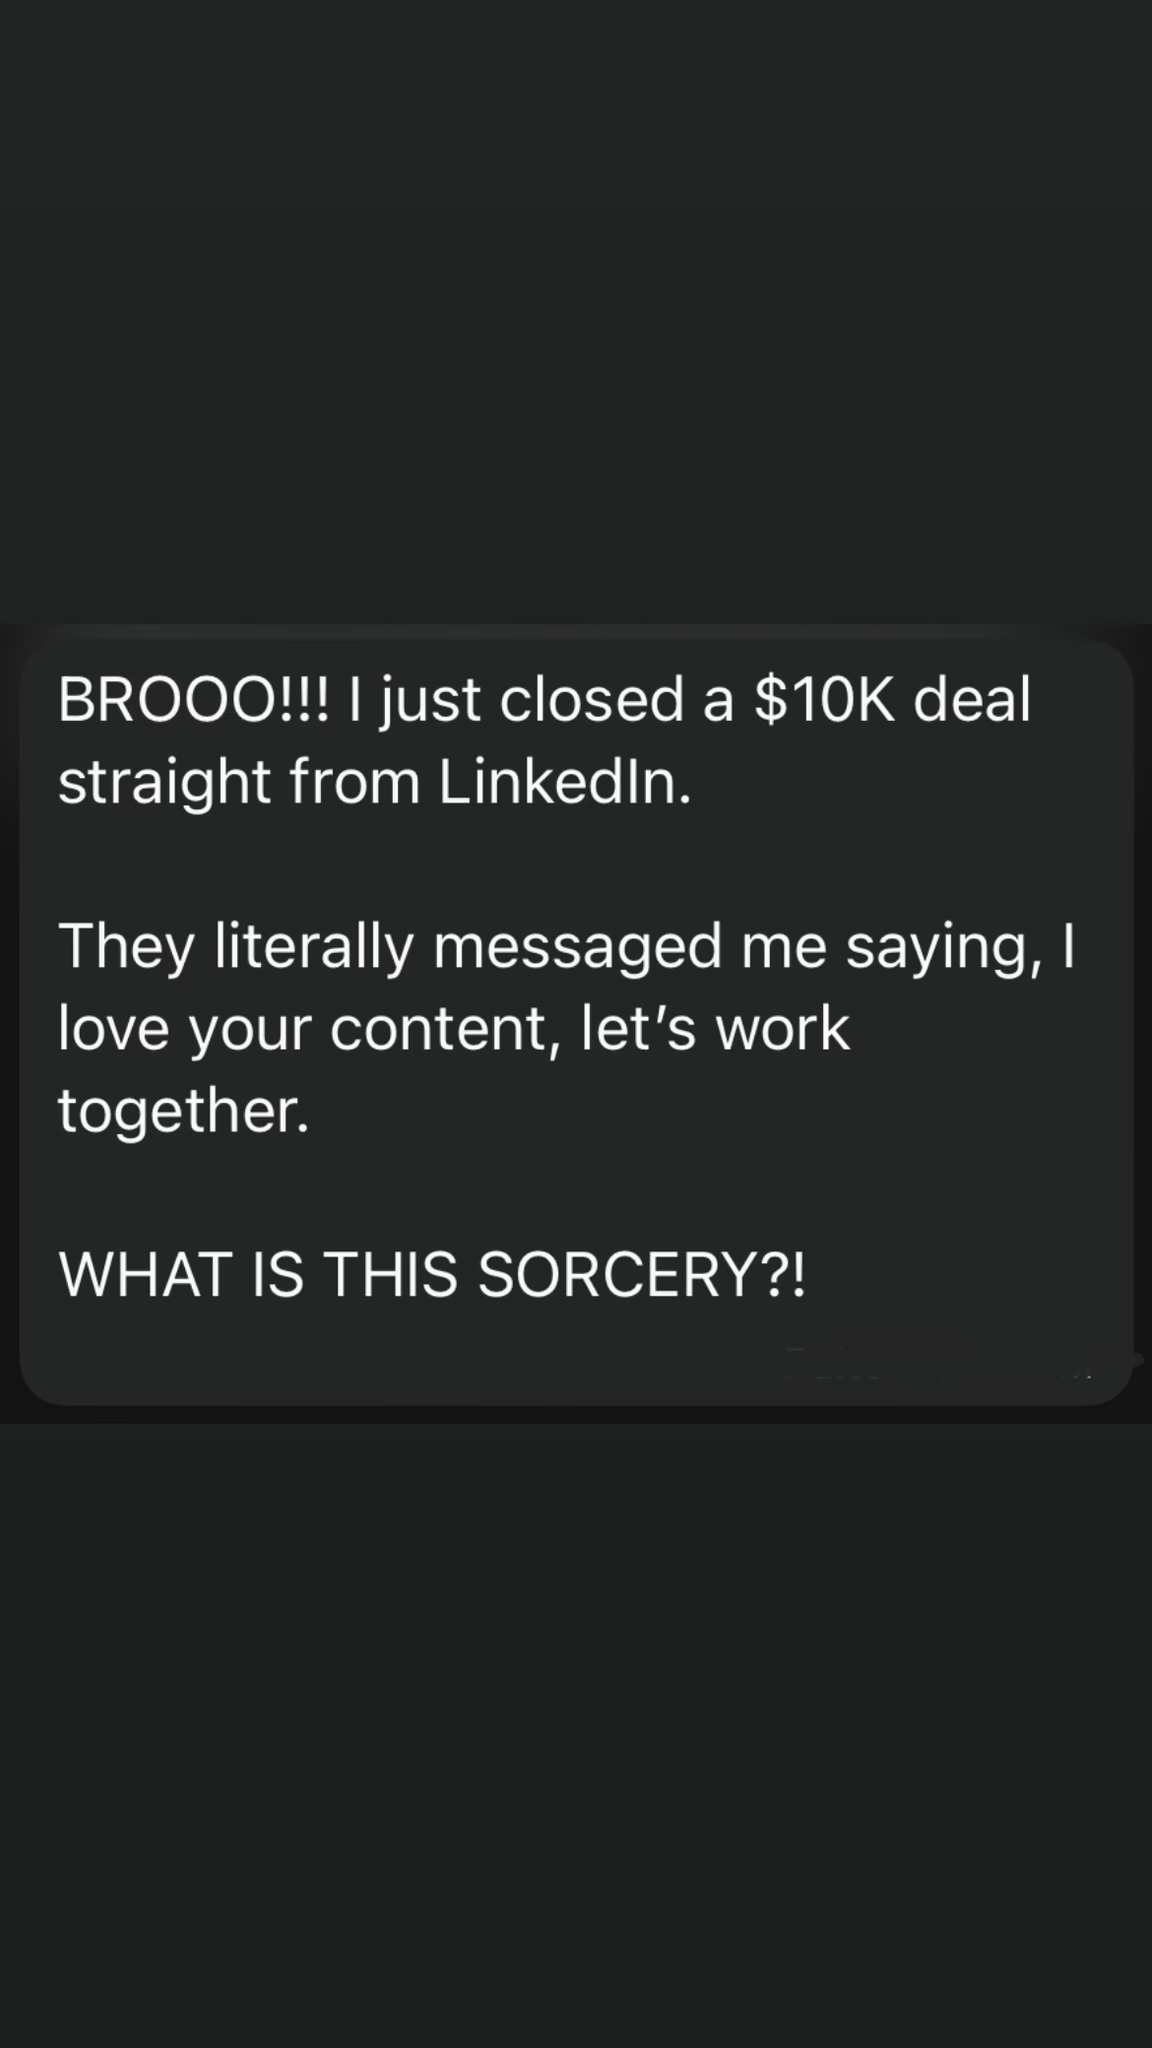 BROOO!!! I just closed a $10K deal
straight from LinkedIn.
They literally messaged me saying, I
love your content, let’s work
together.
WHAT IS THIS SORCERY?!